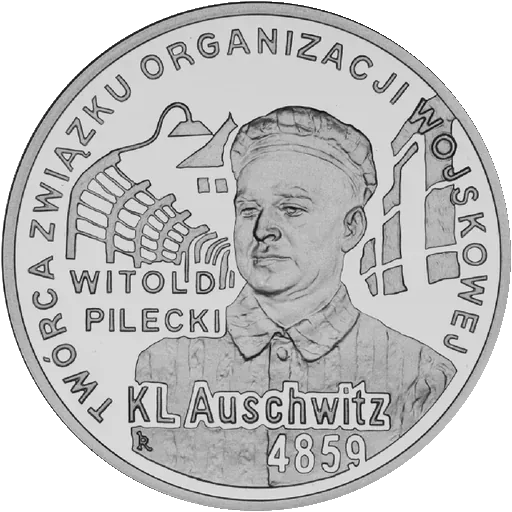 TWÓRCA ZWIĄZKU ORGANIZACJI WOJSKOWEJ
WITOLD
PILECKI
KL Auschwitz
4859